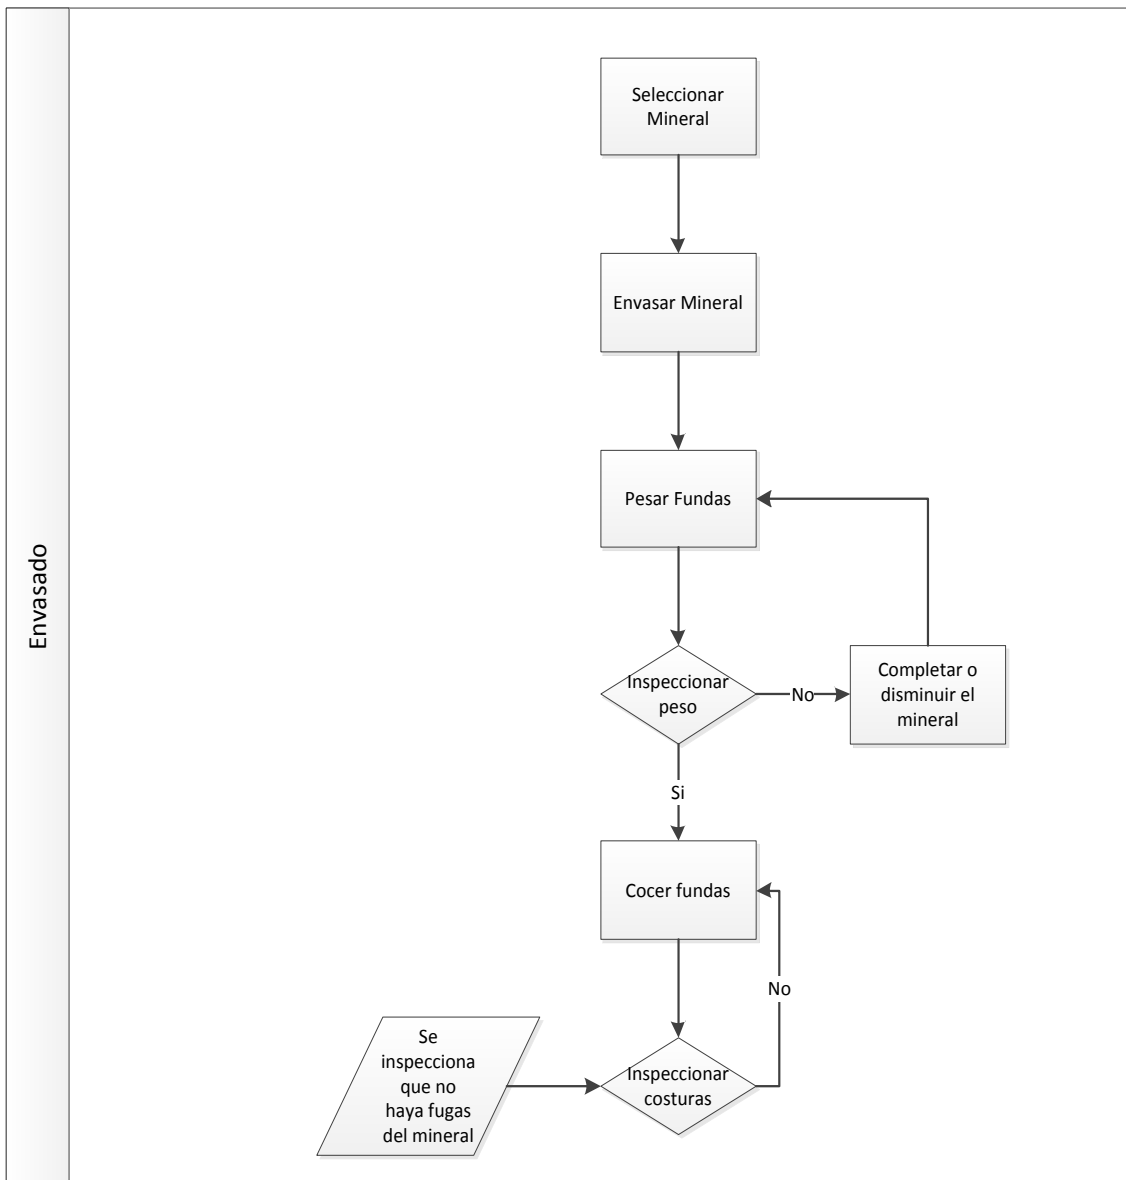 Envasado
Seleccionar
Mineral
Envasar Mineral
Pesar Fundas
Inspeccionar
peso
No
Completar o
disminuir el
mineral
Si
Cocer fundas
No
Se
inspecciona
que no
haya fugas
del mineral
Inspeccionar
costuras